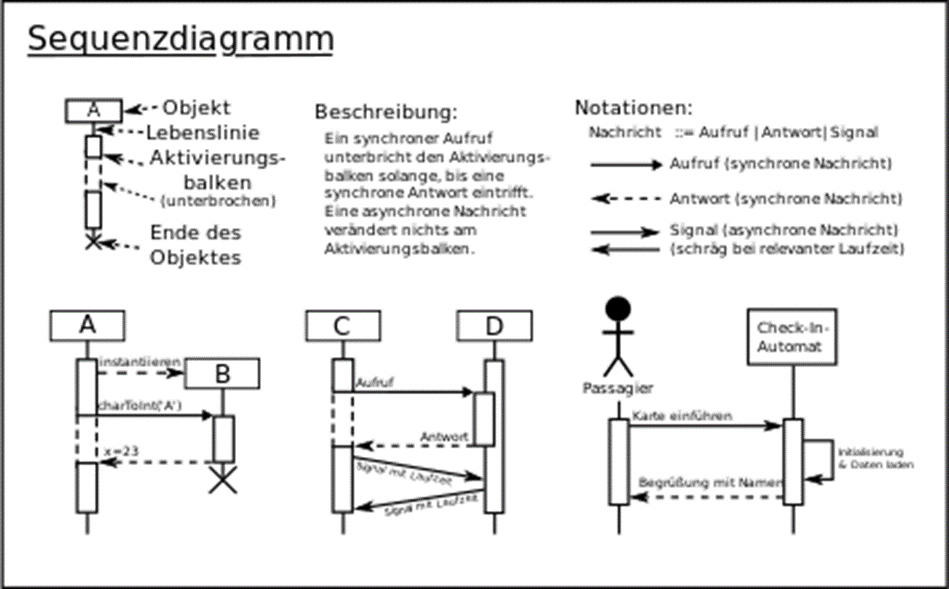 Sequenzdiagramm
A
Objekt
Lebenslinie
Aktivierungs-
balken
(unterbrochen)
Ende des
Objektes
Beschreibung:
Ein synchroner Aufruf
unterbricht den Aktivierungs-
balken solange, bis eine
synchrone Antwort eintrifft.
Eine asynchrone Nachricht
verändert nichts am
Aktivierungsbalken.
Notationen:
Nachricht ::= Aufruf | Antwort| Signal
Aufruf (synchrone Nachricht)
Antwort (synchrone Nachricht)
Signal (asynchrone Nachricht)
(schräg bei relevanter Laufzeit)
A
instantiieren
B
charToInt('A')
x=23
C
D
Aufruf
Antwort
Signal mit Laufzeit
Signal mit Laufzeit
Passagier
Check-In-
Automat
Karte einführen
Initialisierung
& Daten laden
Begrüßung mit Namen